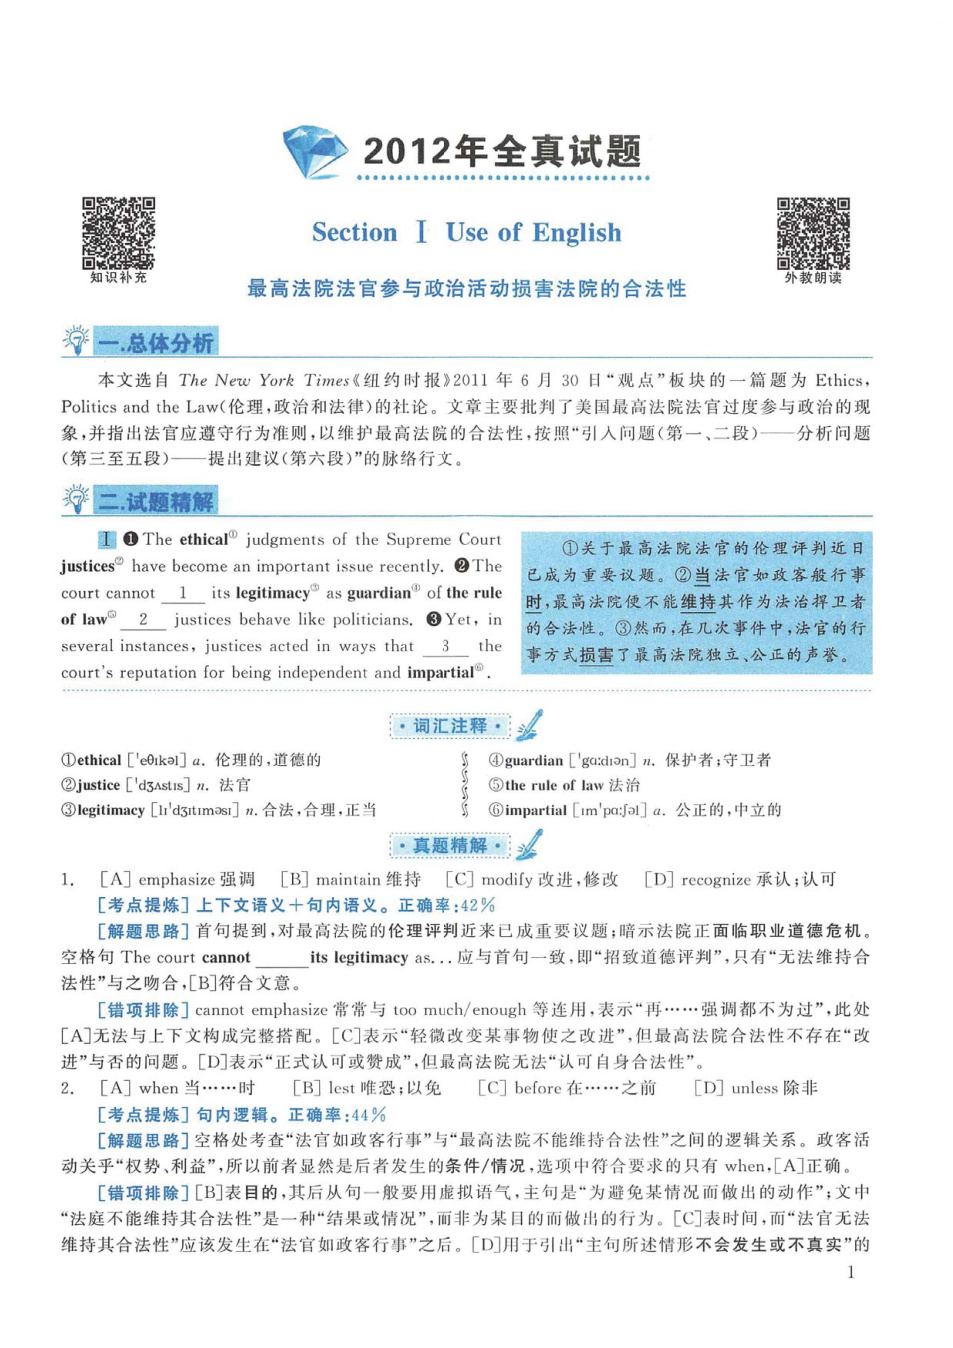 2012年全真试题
Section Ⅰ Use of English
知识补充
外教朗读
最高法院法官参与政治活动损害法院的合法性
一.总体分析
本文选自 The New York Times《纽约时报》2011 年 6 月 30 日“观点”板块的一篇题为 Ethics,
Politics and the Law(伦理,政治和法律)的社论。文章主要批判了美国最高法院法官过度参与政治的现
象,并指出法官应遵守行为准则,以维护最高法院的合法性,按照“引入问题(第一、二段)——分析问题
(第三至五段)——提出建议(第六段)”的脉络行文。
二.试题精解
Ⅰ ❶The ethical① judgments of the Supreme Court
justices② have become an important issue recently. ❷The
court cannot 1 its legitimacy③ as guardian④ of the rule
of law⑤ 2 justices behave like politicians. ❸Yet, in
several instances, justices acted in ways that 3 the
court's reputation for being independent and impartial⑥.
①关于最高法院法官的伦理评判近日
已成为重要议题。②当法官如政客般行事
时,最高法院便不能维持其作为法治捍卫者
的合法性。③然而,在几次事件中,法官的行
事方式损害了最高法院独立、公正的声誉。
·词汇注释·
①ethical ['eθɪkəl] a. 伦理的,道德的
②justice ['dʒʌstɪs] n. 法官
③legitimacy [lɪ'dʒɪtɪməsɪ] n. 合法,合理,正当
④guardian ['gɑːdɪən] n. 保护者;守卫者
⑤the rule of law 法治
⑥impartial [ɪm'pɑːʃəl] a. 公正的,中立的
·真题精解·
1. [A] emphasize 强调 [B] maintain 维持 [C] modify 改进,修改 [D] recognize 承认;认可
[考点提炼] 上下文语义+句内语义。正确率:42%
[解题思路] 首句提到,对最高法院的伦理评判近来已成重要议题;暗示法院正面临职业道德危机。
空格句 The court cannot ______ its legitimacy as... 应与首句一致,即“招致道德评判”,只有“无法维持合
法性”与之吻合,[B]符合文意。
[错项排除] cannot emphasize 常常与 too much/enough 等连用,表示“再……强调都不为过”,此处
[A]无法与上下文构成完整搭配。[C]表示“轻微改变某事物使之改进”,但最高法院合法性不存在“改
进”与否的问题。[D]表示“正式认可或赞成”,但最高法院无法“认可自身合法性”。
2. [A] when 当……时 [B] lest 唯恐;以免 [C] before 在……之前 [D] unless 除非
[考点提炼] 句内逻辑。正确率:44%
[解题思路] 空格处考查“法官如政客行事”与“最高法院不能维持合法性”之间的逻辑关系。政客活
动关乎“权势、利益”,所以前者显然是后者发生的条件/情况,选项中符合要求的只有 when,[A]正确。
[错项排除] [B]表目的,其后从句一般要用虚拟语气,主句是“为避免某情况而做出的动作”;文中
“法庭不能维持其合法性”是一种“结果或情况”,而非为某目的而做出的行为。[C]表时间,而“法官无法
维持其合法性”应该发生在“法官如政客行事”之后。[D]用于引出“主句所述情形不会发生或不真实”的
1